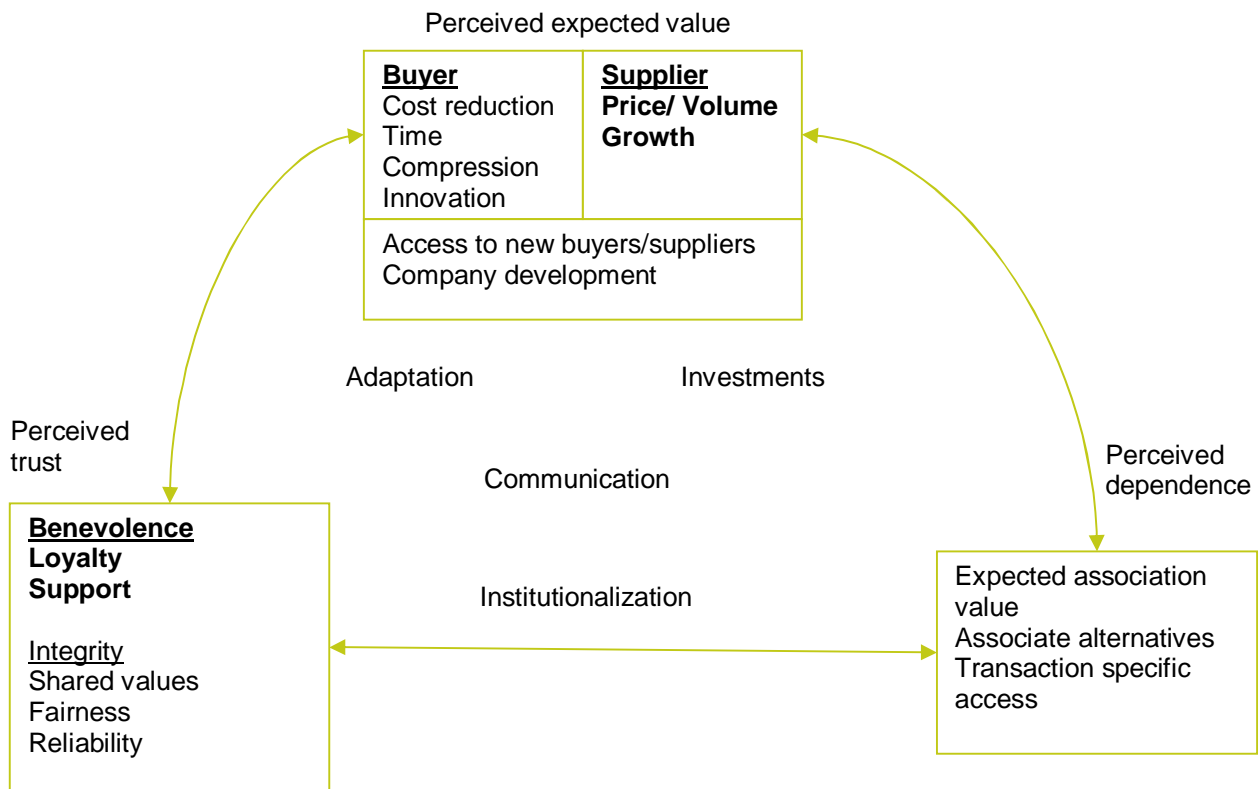 Perceived expected value
Buyer
Cost reduction
Time
Compression
Innovation
Supplier
Price/ Volume
Growth
Access to new buyers/suppliers
Company development
Adaptation
Investments
Perceived
trust
Communication
Perceived
dependence
Benevolence
Loyalty
Support
Integrity
Shared values
Fairness
Reliability
Institutionalization
Expected association
value
Associate alternatives
Transaction specific
access